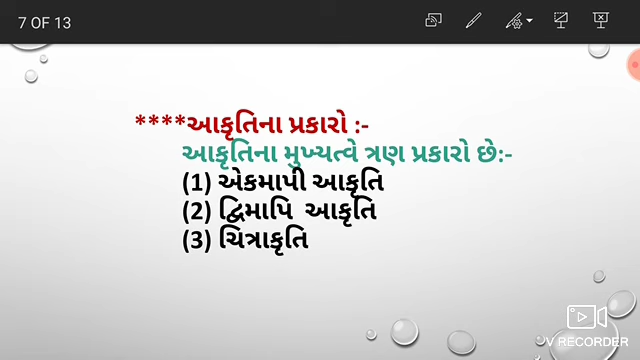 7 OF 13
****આકૃતિના પ્રકારો :-
આકૃતિના મુખ્યત્વે ત્રણ પ્રકારો છે:-
(1) એકમાપી આકૃતિ
(2) દ્વિમાપિ આકૃતિ
(3) ચિત્રાકૃતિ
V RECORDER